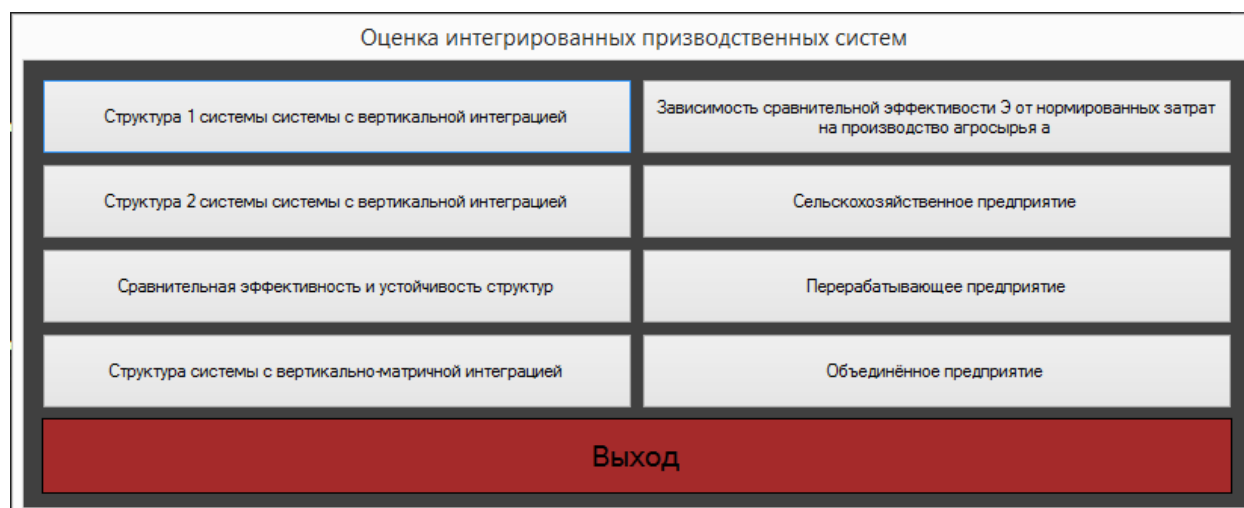 Оценка интегрированных призводственных систем
Структура 1 системы системы с вертикальной интеграцией
Зависимость сравнительной эффективости Э от нормированных затрат
на производство агросырья а
Структура 2 системы системы с вертикальной интеграцией
Сельскохозяйственное предприятие
Сравнительная эффективность и устойчивость структур
Перерабатывающее предприятие
Структура системы с вертикально-матричной интеграцией
Объединённое предприятие
Выход